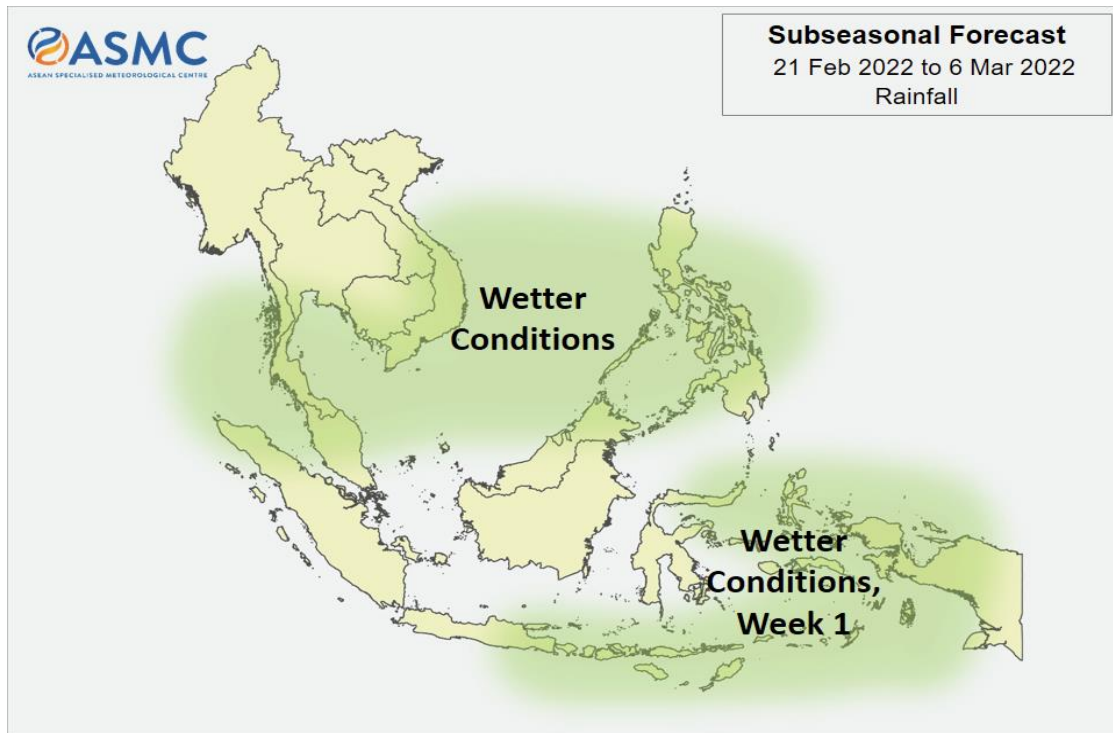 ASMC
ASEAN SPECIALISED METEOROLOGICAL CENTRE
Subseasonal Forecast
21 Feb 2022 to 6 Mar 2022
Rainfall
Wetter
Conditions
Wetter
Conditions,
Week 1